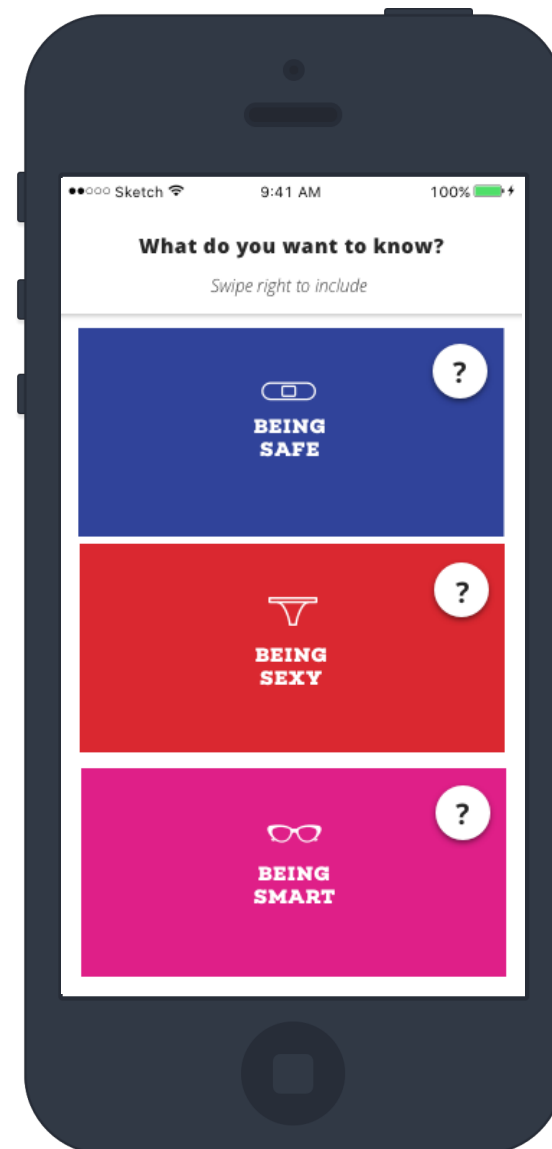 Sketch 9:41 AM 100%
What do you want to know?
Swipe right to include
?
BEING
SAFE
?
BEING
SEXY
?
BEING
SMART